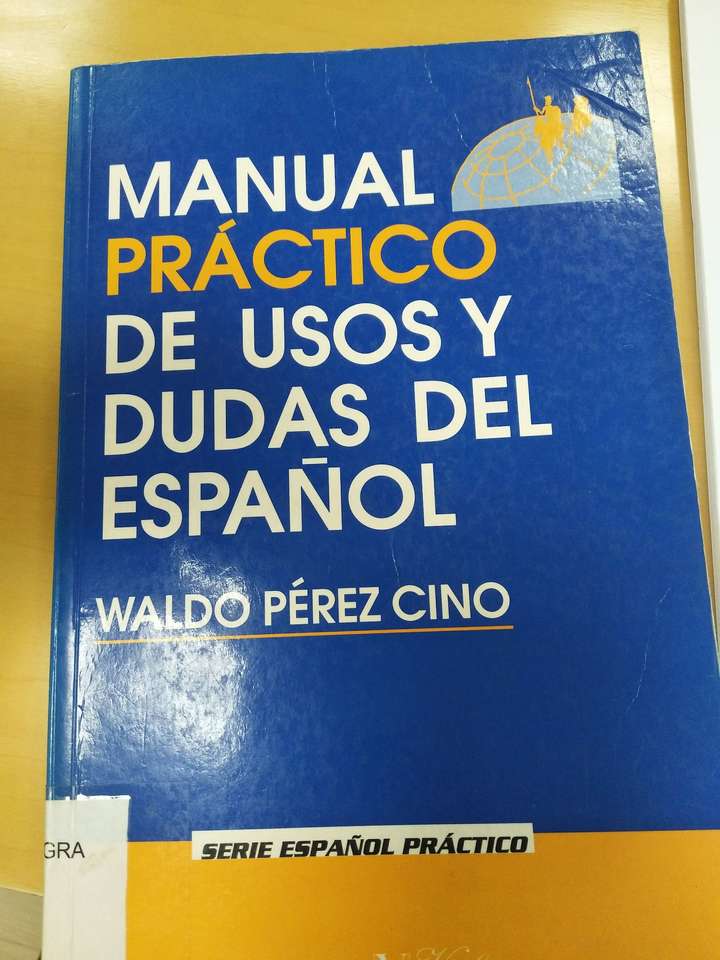 MANUAL
PRÁCTICO
DE USOS Y
DUDAS DEL
ESPAÑOL
WALDO PÉREZ CINO
GRA
SERIE ESPAÑOL PRÁCTICO